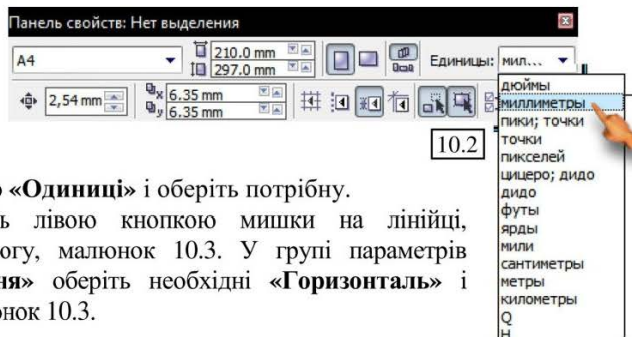 Панель свойств: Нет выделения
A4
210.0 mm
297.0 mm
Единицы: мил...
2,54 mm
x 6.35 mm
y 6.35 mm
дюймы
миллиметры
пики; точки
точки
пикселей
цицеро; дидо
дидо
футы
ярды
мили
сантиметры
метры
километры
Q
H
10.2
«Одиниці» і оберіть потрібну.
лівою кнопкою мишки на лінійці,
малюнок 10.3. У групі параметрів
оберіть необхідні «Горизонталь» і
10.3.